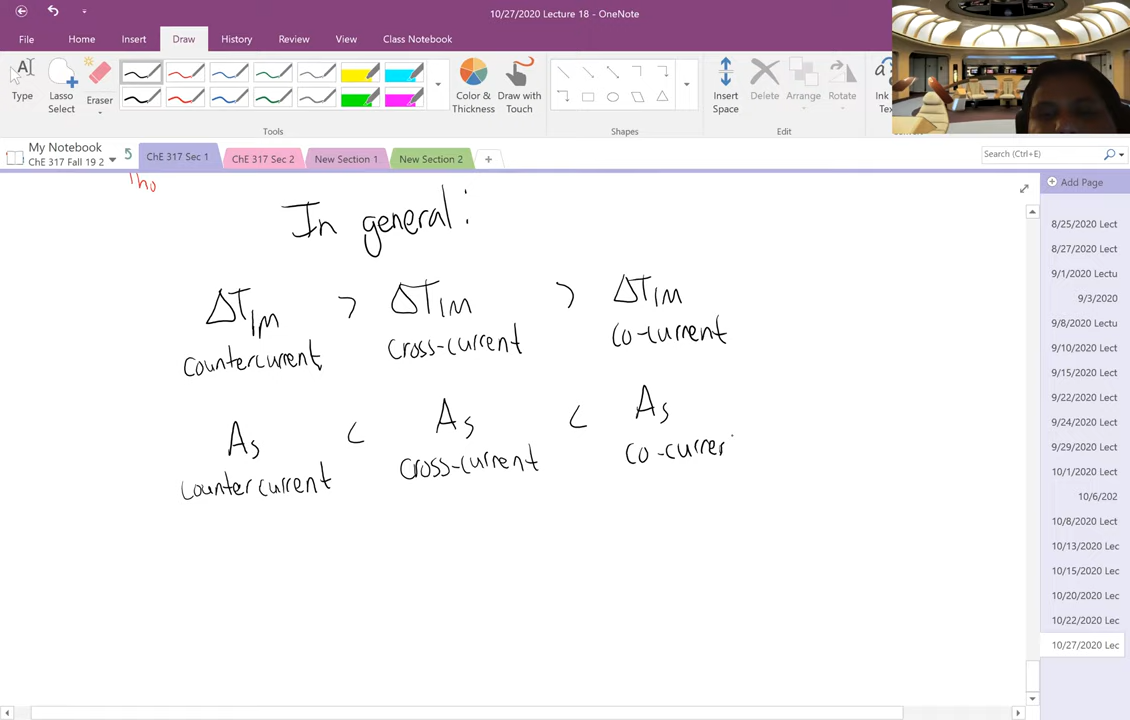 10/27/2020 Lecture 18 - OneNote
File Home Insert Draw History Review View Class Notebook
Type
Lasso Select
Eraser
Color & Thickness
Draw with Touch
Insert Space
Delete
Arrange
Rotate
Ink
Tools
Shapes
Edit
My Notebook
ChE 317 Fall 19 2
ChE 317 Sec 1 ChE 317 Sec 2 New Section 1 New Section 2 +
Search (Ctrl+E)
Add Page
8/25/2020 Lect
8/27/2020 Lect
9/1/2020 Lectu
9/3/2020
9/8/2020 Lectu
9/10/2020 Lect
9/15/2020 Lect
9/22/2020 Lect
9/24/2020 Lect
9/29/2020 Lect
10/1/2020 Lect
10/6/202
10/8/2020 Lect
10/13/2020 Lec
10/15/2020 Lec
10/20/2020 Lec
10/22/2020 Lec
10/27/2020 Lec
In general:
ΔTlm > ΔTlm > ΔTlm
countercurrent cross-current co-current
As < As < As
countercurrent cross-current co-currer